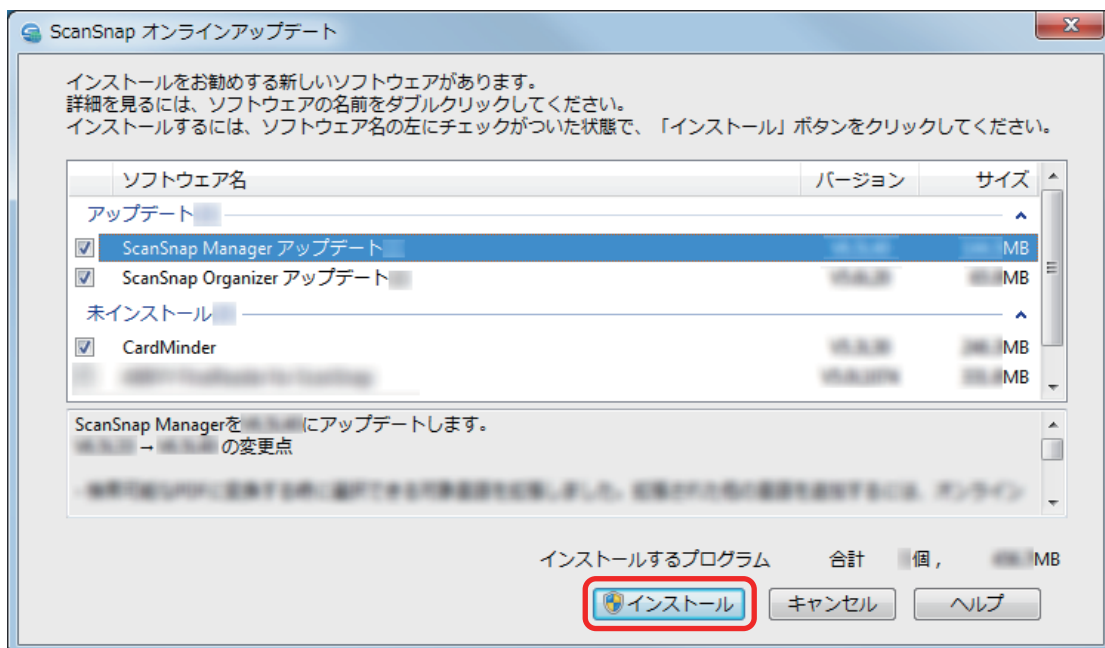 ScanSnap オンラインアップデート
インストールをお勧めする新しいソフトウェアがあります。
詳細を見るには、ソフトウェアの名前をダブルクリックしてください。
インストールするには、ソフトウェア名の左にチェックがついた状態で、「インストール」ボタンをクリックしてください。
ソフトウェア名 バージョン サイズ
アップデート
ScanSnap Manager アップデート MB
ScanSnap Organizer アップデート MB
未インストール
CardMinder MB
MB
ScanSnap Managerを にアップデートします。
→ の変更点
インストールするプログラム 合計 個, MB
インストール キャンセル ヘルプ